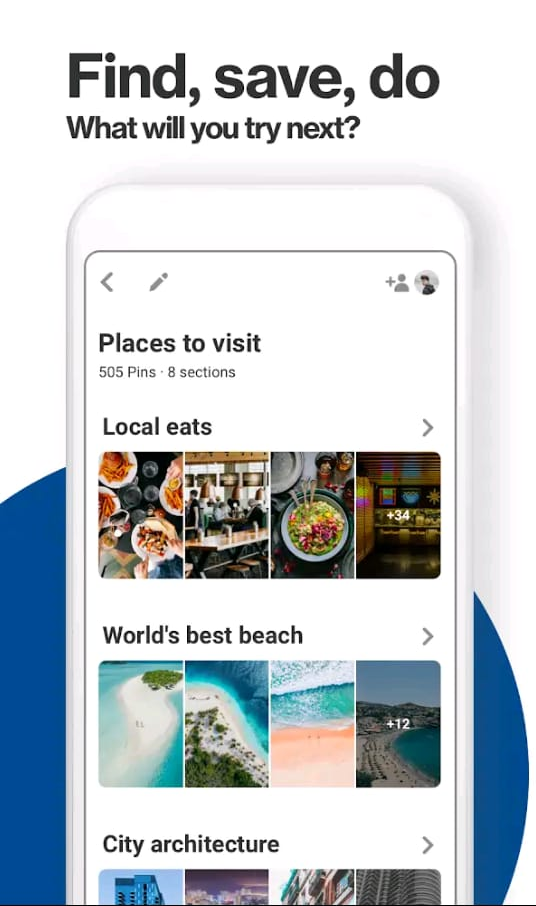 Find, save, do
What will you try next?
Places to visit
505 Pins · 8 sections
Local eats
+34
World's best beach
+12
City architecture